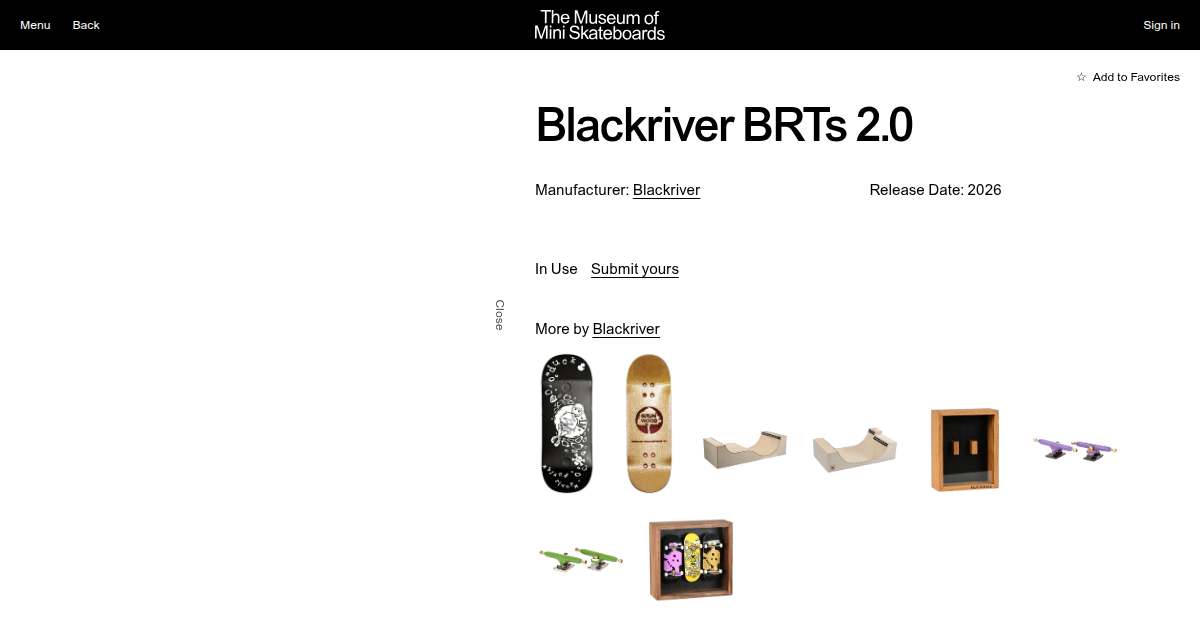 Menu Back
The Museum of
Mini Skateboards
Sign in
☆ Add to Favorites
Blackriver BRTs 2.0
Manufacturer: Blackriver
Release Date: 2026
In Use Submit yours
Close
More by Blackriver